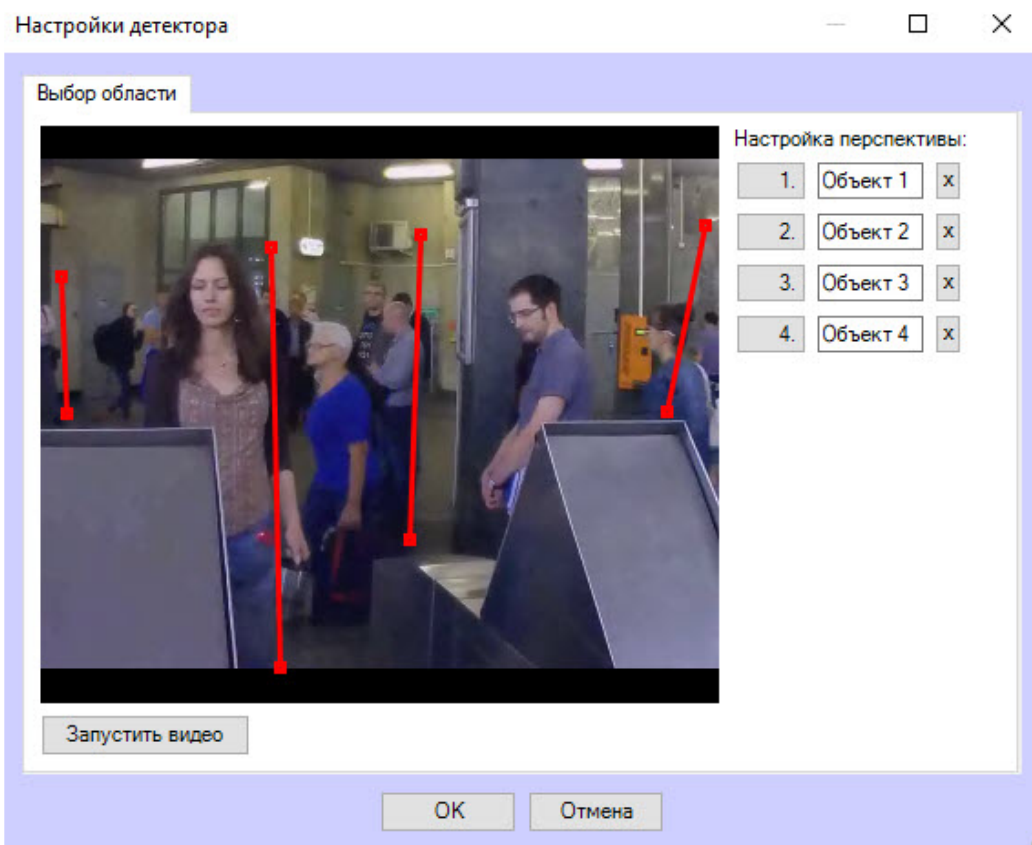 Настройки детектора
Выбор области
Настройка перспективы:
1. Объект 1 x
2. Объект 2 x
3. Объект 3 x
4. Объект 4 x
Запустить видео
OK Отмена